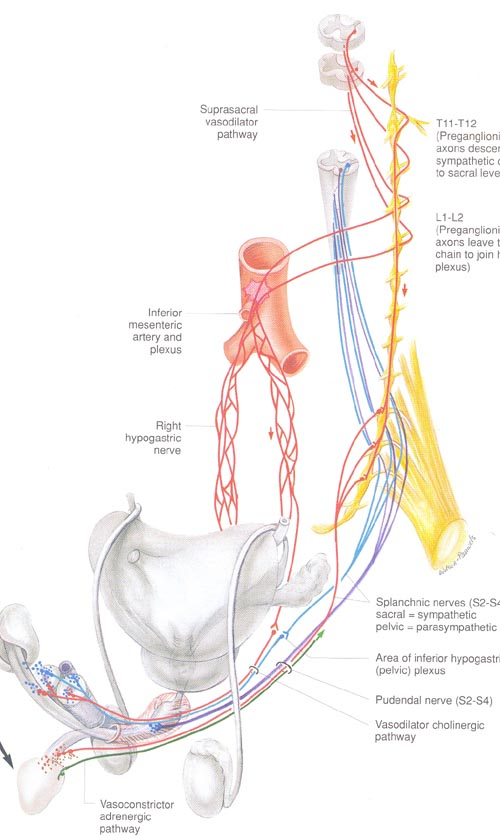 Suprasacral
vasodilator
pathway
T11-T12
(Preganglioni
axons descen
sympathetic c
to sacral leve
L1-L2
(Preganglioni
axons leave t
chain to join h
plexus)
Inferior
mesenteric
artery and
plexus
Right
hypogastric
nerve
Splanchnic nerves (S2-S4
sacral = sympathetic
pelvic = parasympathetic
Area of inferior hypogastri
(pelvic) plexus
Pudendal nerve (S2-S4)
Vasodilator cholinergic
pathway
Vasoconstrictor
adrenergic
pathway